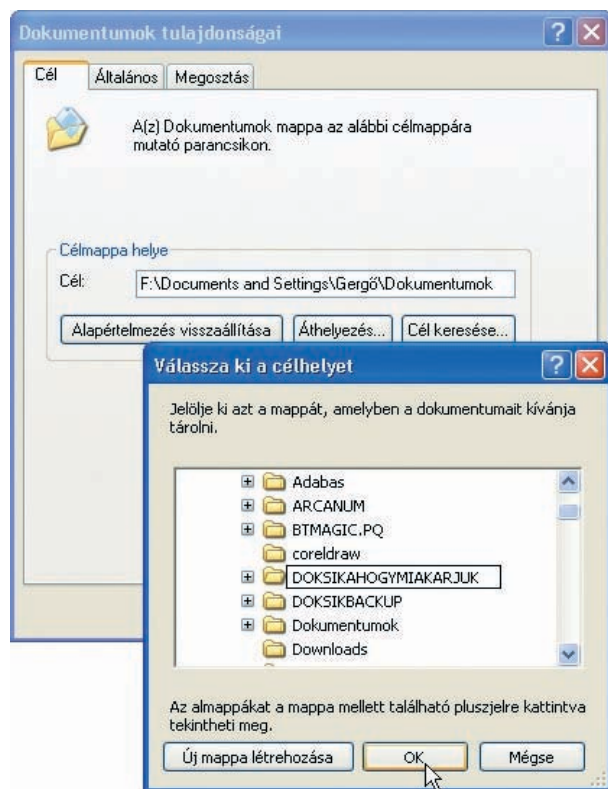 Dokumentumok tulajdonságai
Cél Általános Megosztás
A(z) Dokumentumok mappa az alábbi célmappára
mutató parancsikon.
Célmappa helye
Cél: F:\Documents and Settings\Gergő\Dokumentumok
Alapértelmezés visszaállítása Áthelyezés... Cél keresése...
Válassza ki a célhelyet
Jelölje ki azt a mappát, amelyben a dokumentumait kívánja
tárolni.
Adabas
ARCANUM
BTMAGIC.PQ
coreldraw
DOKSIKAHOGYMIAKARJUK
DOKSIKBACKUP
Dokumentumok
Downloads
Az almappákat a mappa mellett található pluszjelre kattintva
tekintheti meg.
Új mappa létrehozása OK Mégse